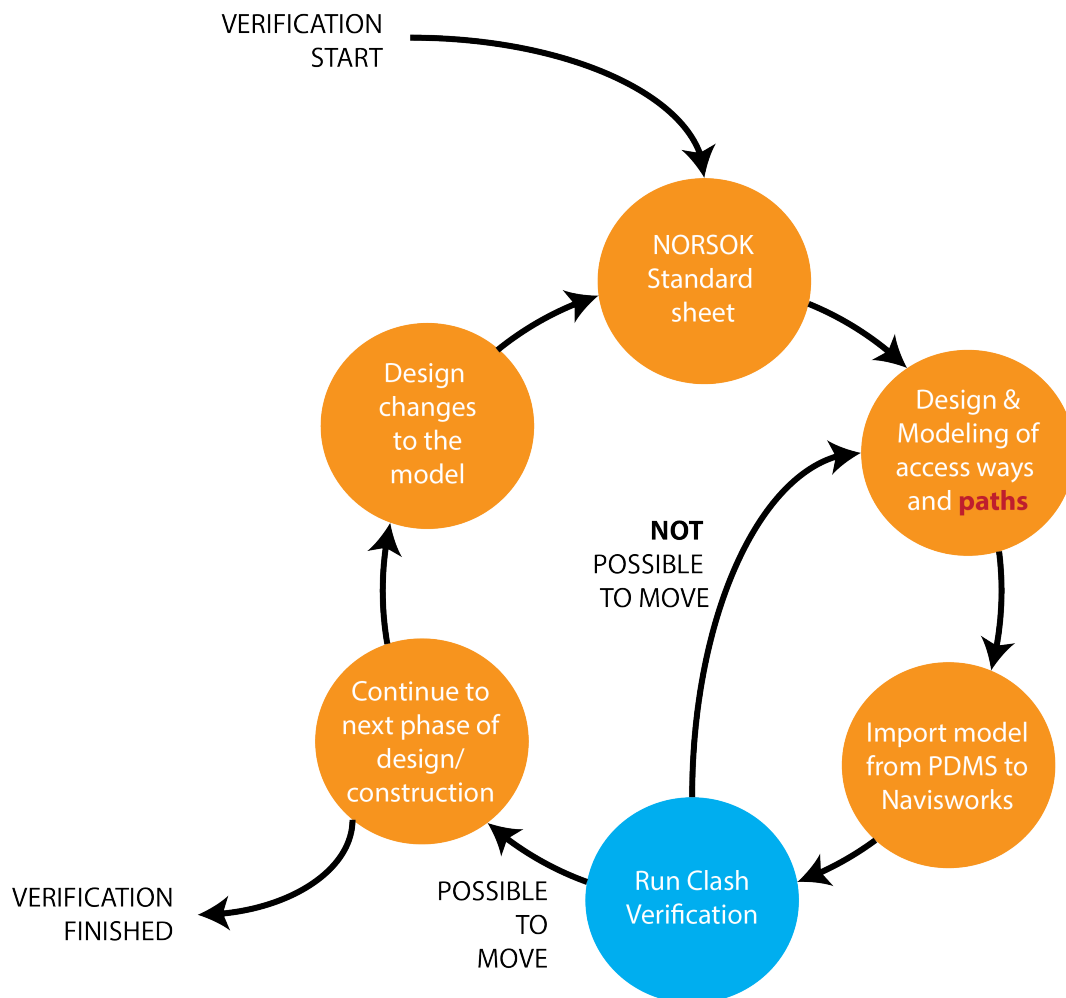 VERIFICATION
START
NORSOK
Standard
sheet
Design &
Modeling of
access ways
and paths
Import model
from PDMS to
Navisworks
Run Clash
Verification
NOT
POSSIBLE
TO MOVE
POSSIBLE
TO
MOVE
Continue to
next phase of
design/
construction
Design
changes
to the
model
VERIFICATION
FINISHED